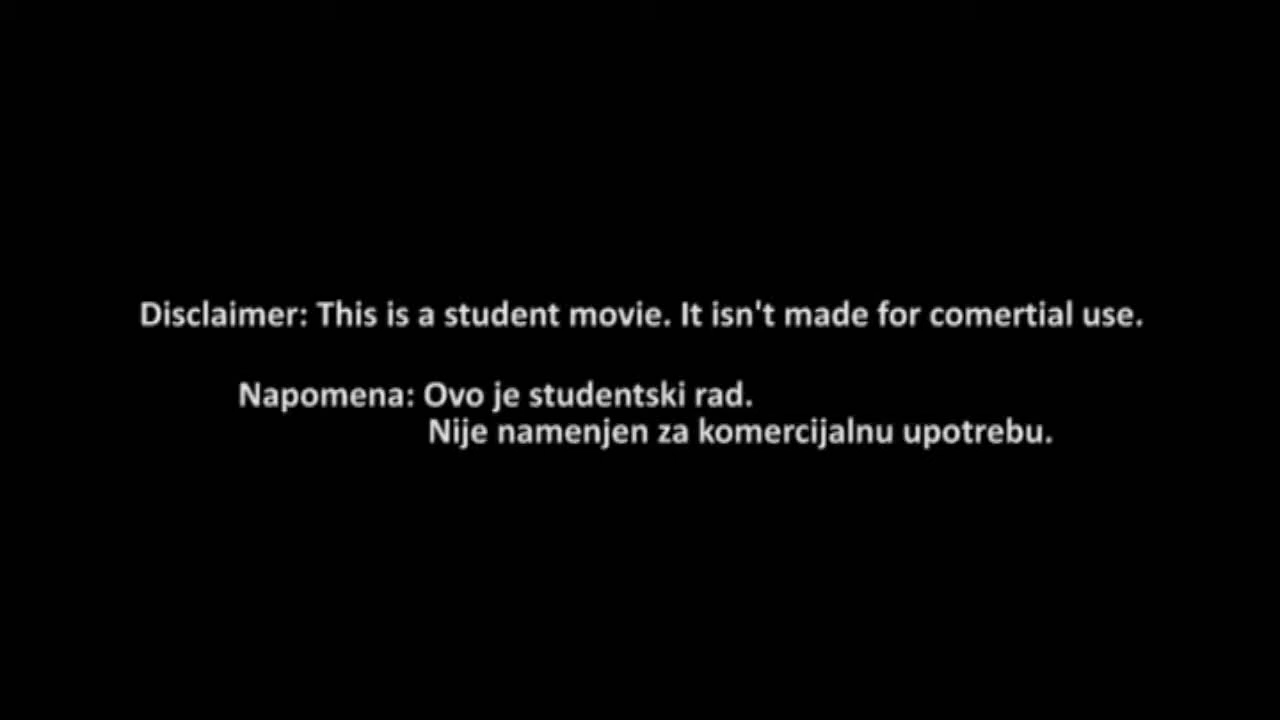 Disclaimer: This is a student movie. It isn't made for comertial use.
Napomena: Ovo je studentski rad.
Nije namenjen za komercijalnu upotrebu.